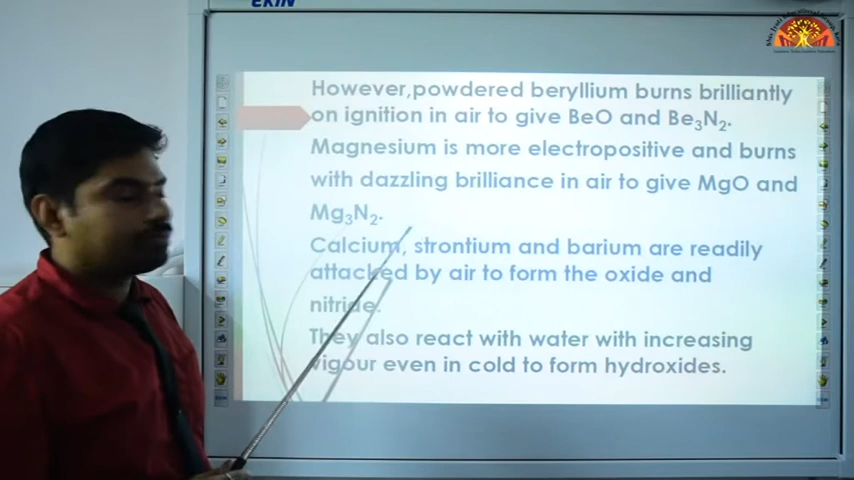 EKIN
However,powdered beryllium burns brilliantly
on ignition in air to give BeO and Be₃N₂.
Magnesium is more electropositive and burns
with dazzling brilliance in air to give MgO and
Mg₃N₂.
Calcium, strontium and barium are readily
attacked by air to form the oxide and
nitride.
They also react with water with increasing
vigour even in cold to form hydroxides.